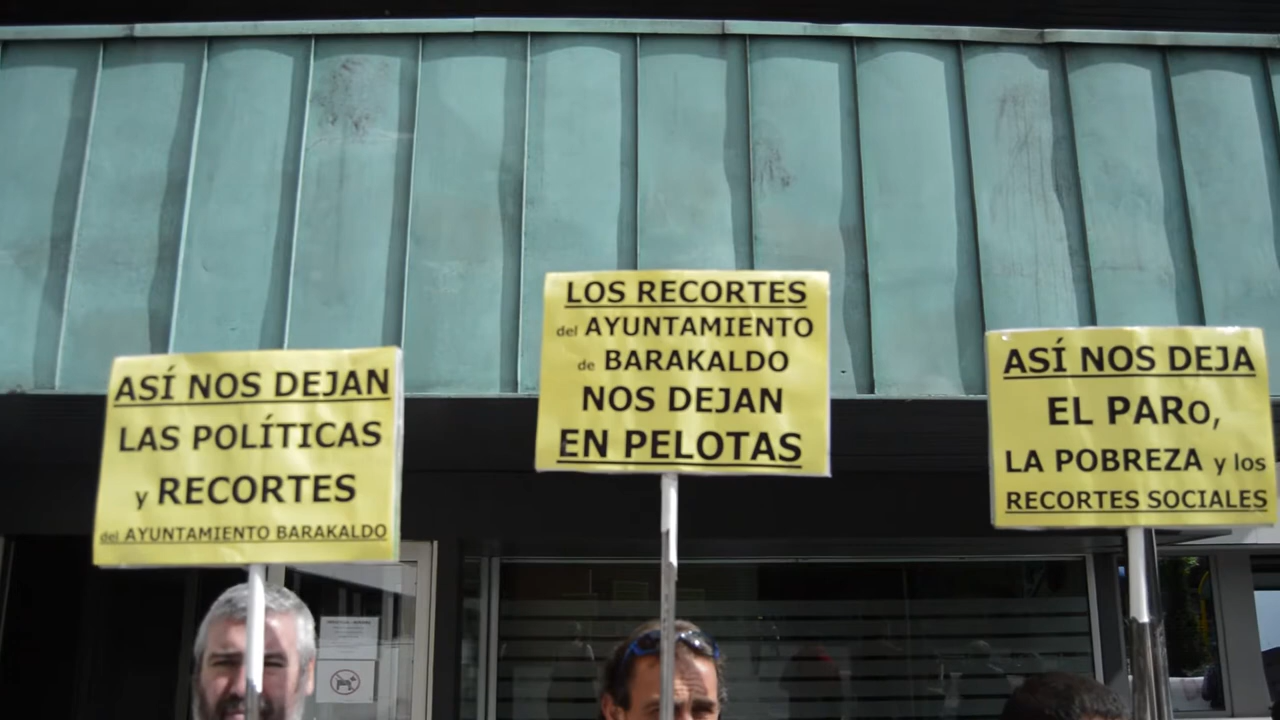 ASÍ NOS DEJAN
LAS POLÍTICAS
y RECORTES
del AYUNTAMIENTO BARAKALDO
LOS RECORTES
del AYUNTAMIENTO
de BARAKALDO
NOS DEJAN
EN PELOTAS
ASÍ NOS DEJA
EL PARo,
LA POBREZA y los
RECORTES SOCIALES